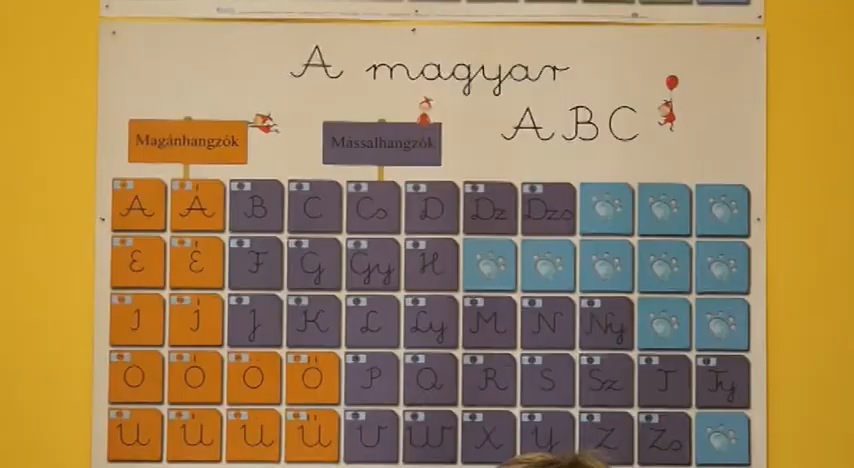 A magyar
ABC
Magánhangzók
Mássalhangzók
A Á B C Cs D Dz Dzs
E É F G Gy H
I Í J K L Ly M N Ny
O Ó Ö Ő P Q R S Sz T Ty
U Ú Ü Ű V W X Y Z Zs